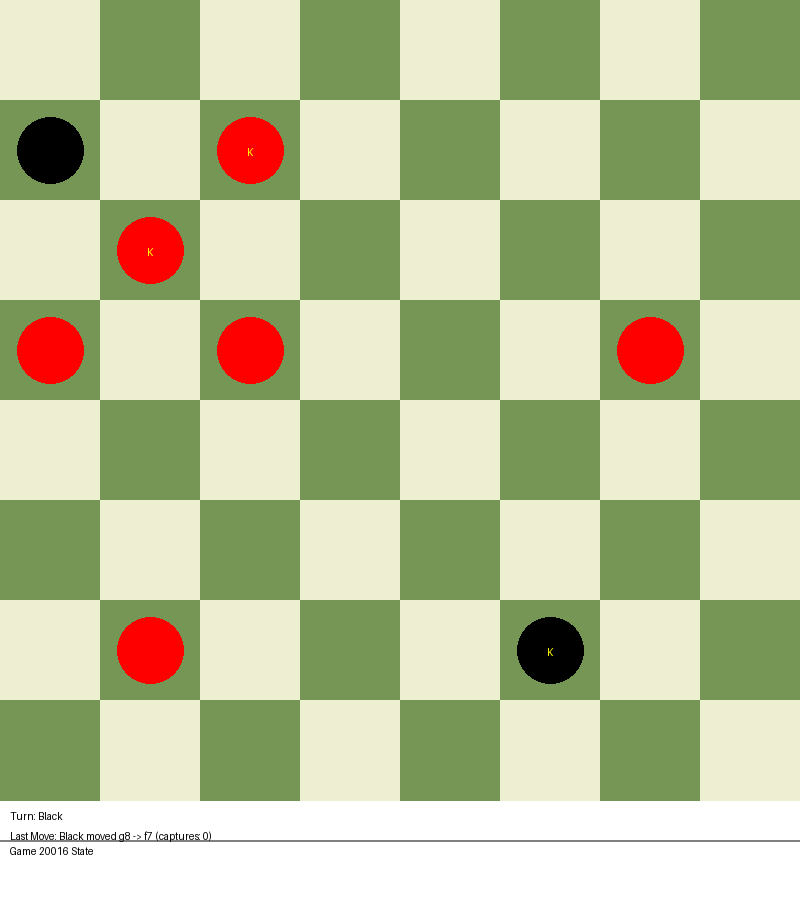 K
K
K
Turn: Black
Last Move: Black moved g8 -> f7 (captures: 0)
Game 20016 State